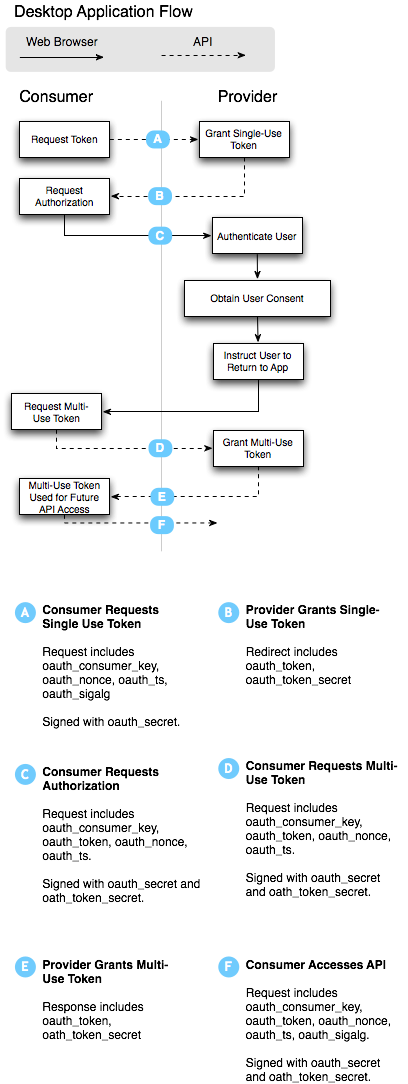 Desktop Application Flow
Web Browser
API
Consumer
Provider
Request Token
A
Grant Single-Use
Token
Request
Authorization
B
C
Authenticate User
Obtain User Consent
Instruct User to
Return to App
Request Multi-
Use Token
D
Grant Multi-Use
Token
Multi-Use Token
Used for Future
API Access
E
F
A
Consumer Requests
Single Use Token
Request includes
oauth_consumer_key,
oauth_nonce, oauth_ts,
oauth_sigalg
Signed with oauth_secret.
B
Provider Grants Single-
Use Token
Redirect includes
oauth_token,
oauth_token_secret
C
Consumer Requests
Authorization
Request includes
oauth_consumer_key,
oauth_token, oauth_nonce,
oauth_ts.
Signed with oauth_secret and
oath_token_secret.
D
Consumer Requests Multi-
Use Token
Request includes
oauth_consumer_key,
oauth_token, oauth_nonce,
oauth_ts.
Signed with oauth_secret
and oath_token_secret.
E
Provider Grants Multi-
Use Token
Response includes
oauth_token,
oath_token_secret
F
Consumer Accesses API
Request includes
oauth_consumer_key,
oauth_token, oauth_nonce,
oauth_ts, oauth_sigalg.
Signed with oauth_secret
and oath_token_secret.